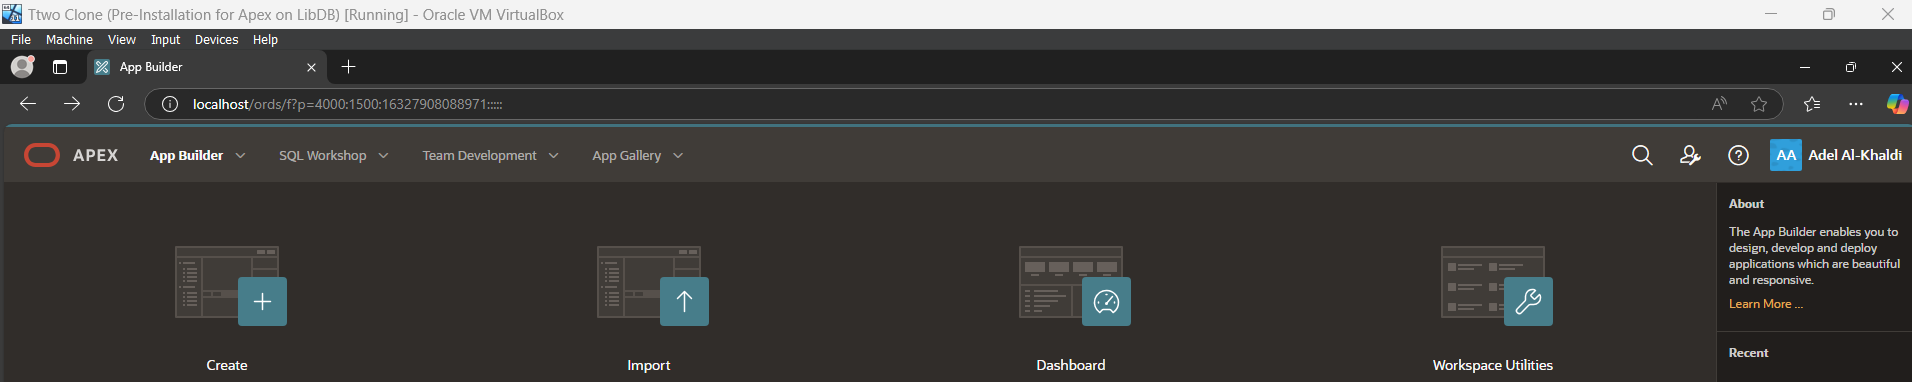 Ttwo Clone (Pre-Installation for Apex on LibDB) [Running] - Oracle VM VirtualBox
File Machine View Input Devices Help
App Builder
localhost/ords/f?p=4000:1500:16327908088971:::::
APEX App Builder SQL Workshop Team Development App Gallery AA Adel Al-Khaldi
Create
Import
Dashboard
Workspace Utilities
About
The App Builder enables you to
design, develop and deploy
applications which are beautiful
and responsive.
Learn More ...
Recent